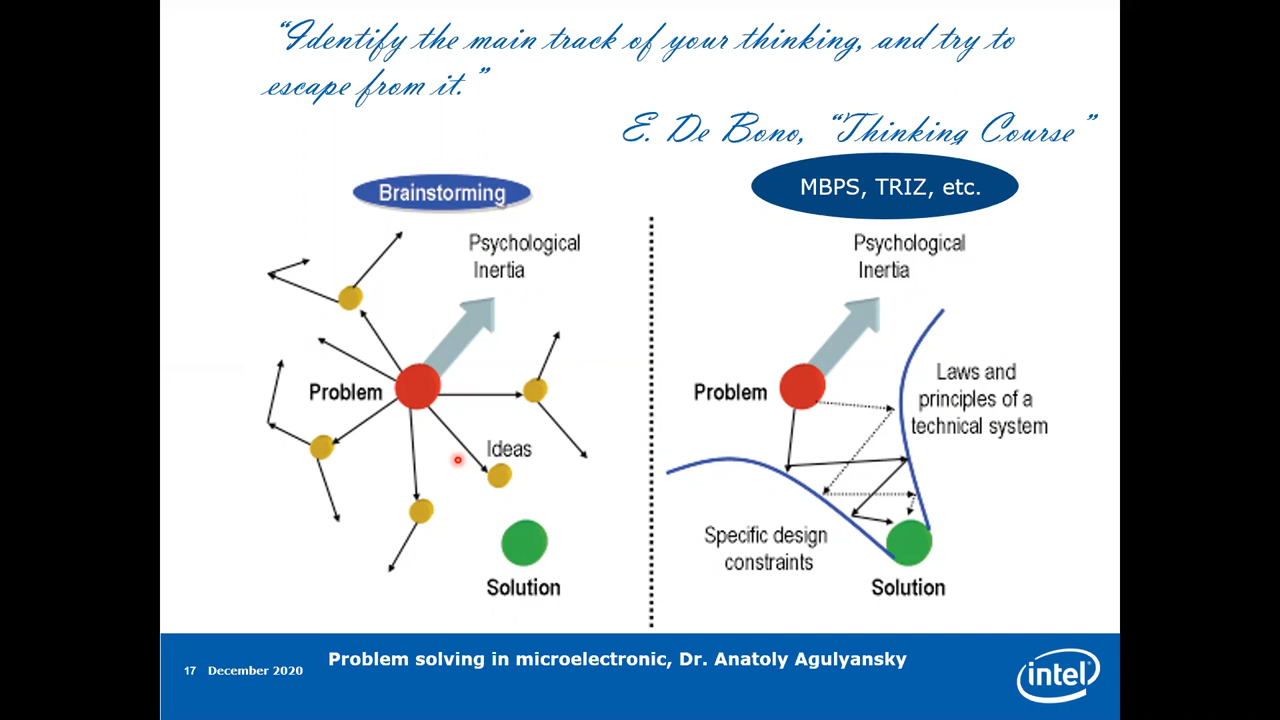 “Identify the main track of your thinking, and try to
escape from it.”
E. De Bono, “Thinking Course”
Brainstorming
MBPS, TRIZ, etc.
Psychological
Inertia
Psychological
Inertia
Problem
Problem
Laws and
principles of a
technical system
Ideas
Specific design
constraints
Solution
Solution
Problem solving in microelectronic, Dr. Anatoly Agulyansky
17 December 2020
intel